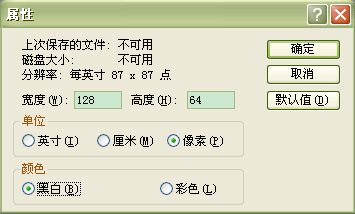 属性
上次保存的文件: 不可用
磁盘大小: 不可用
分辨率: 每英寸 87 x 87 点
宽度(W): 128 高度(H): 64
单位
英寸(I) 厘米(M) 像素(P)
颜色
黑白(B) 彩色(L)
确定
取消
默认值(D)